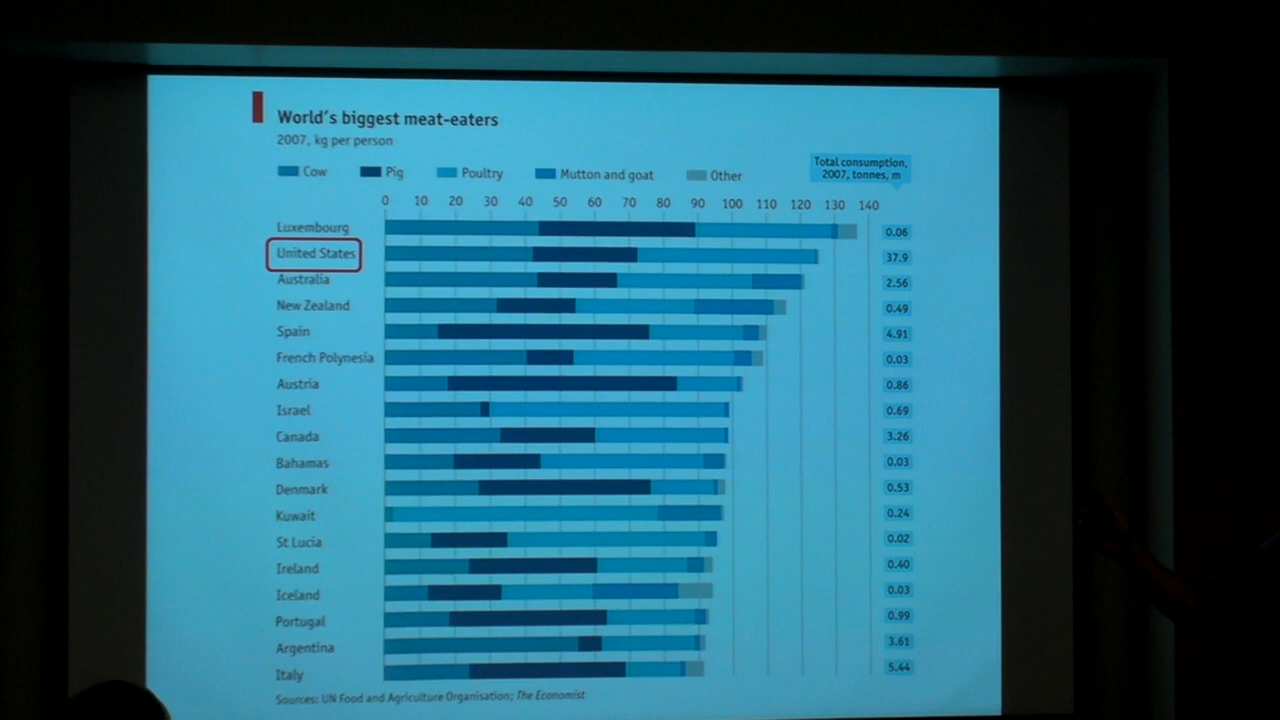 World's biggest meat-eaters
2007, kg per person
Cow Pig Poultry Mutton and goat Other
Total consumption,
2007, tonnes, m
0 10 20 30 40 50 60 70 80 90 100 110 120 130 140
Luxembourg 0.06
United States 37.9
Australia 2.56
New Zealand 0.49
Spain 4.91
French Polynesia 0.03
Austria 0.86
Israel 0.69
Canada 3.26
Bahamas 0.03
Denmark 0.53
Kuwait 0.24
St Lucia 0.02
Ireland 0.40
Iceland 0.03
Portugal 0.99
Argentina 3.61
Italy 5.44
Sources: UN Food and Agriculture Organisation; The Economist